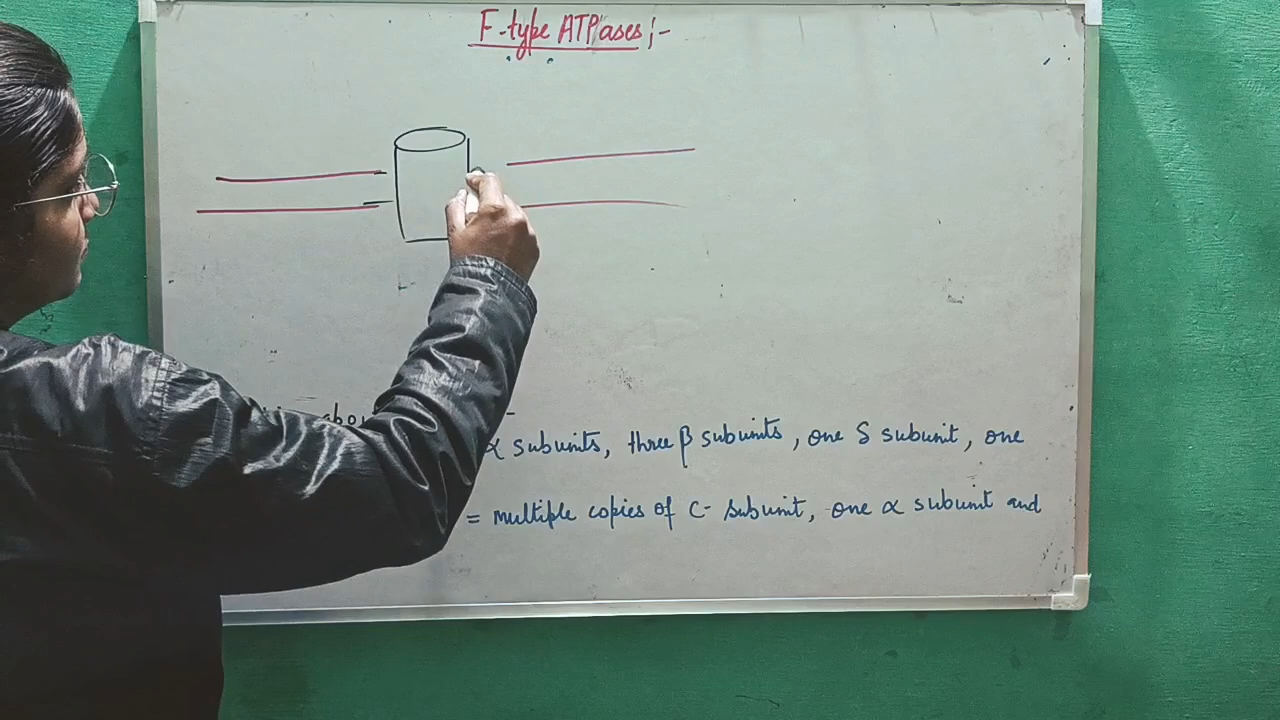 F-type ATPases ;-
α subunits, three β subunits, one δ subunit, one
= multiple copies of C- subunit, one α subunit and